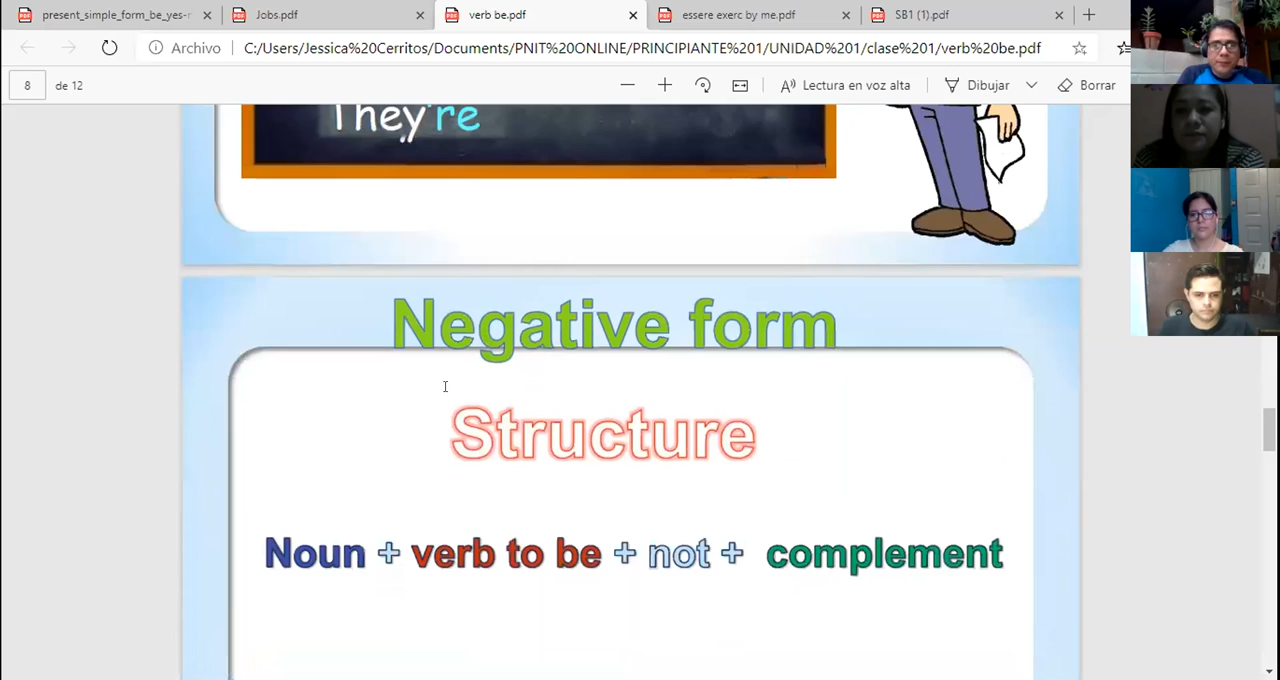 present_simple_form_be_yes-r
Jobs.pdf
verb be.pdf
essere exerc by me.pdf
SB1 (1).pdf
Archivo
C:/Users/Jessica%20Cerritos/Documents/PNIT%20ONLINE/PRINCIPIANTE%201/UNIDAD%201/clase%201/verb%20be.pdf
8 de 12
Lectura en voz alta
Dibujar
Borrar
They're
Negative form
Structure
Noun + verb to be + not + complement